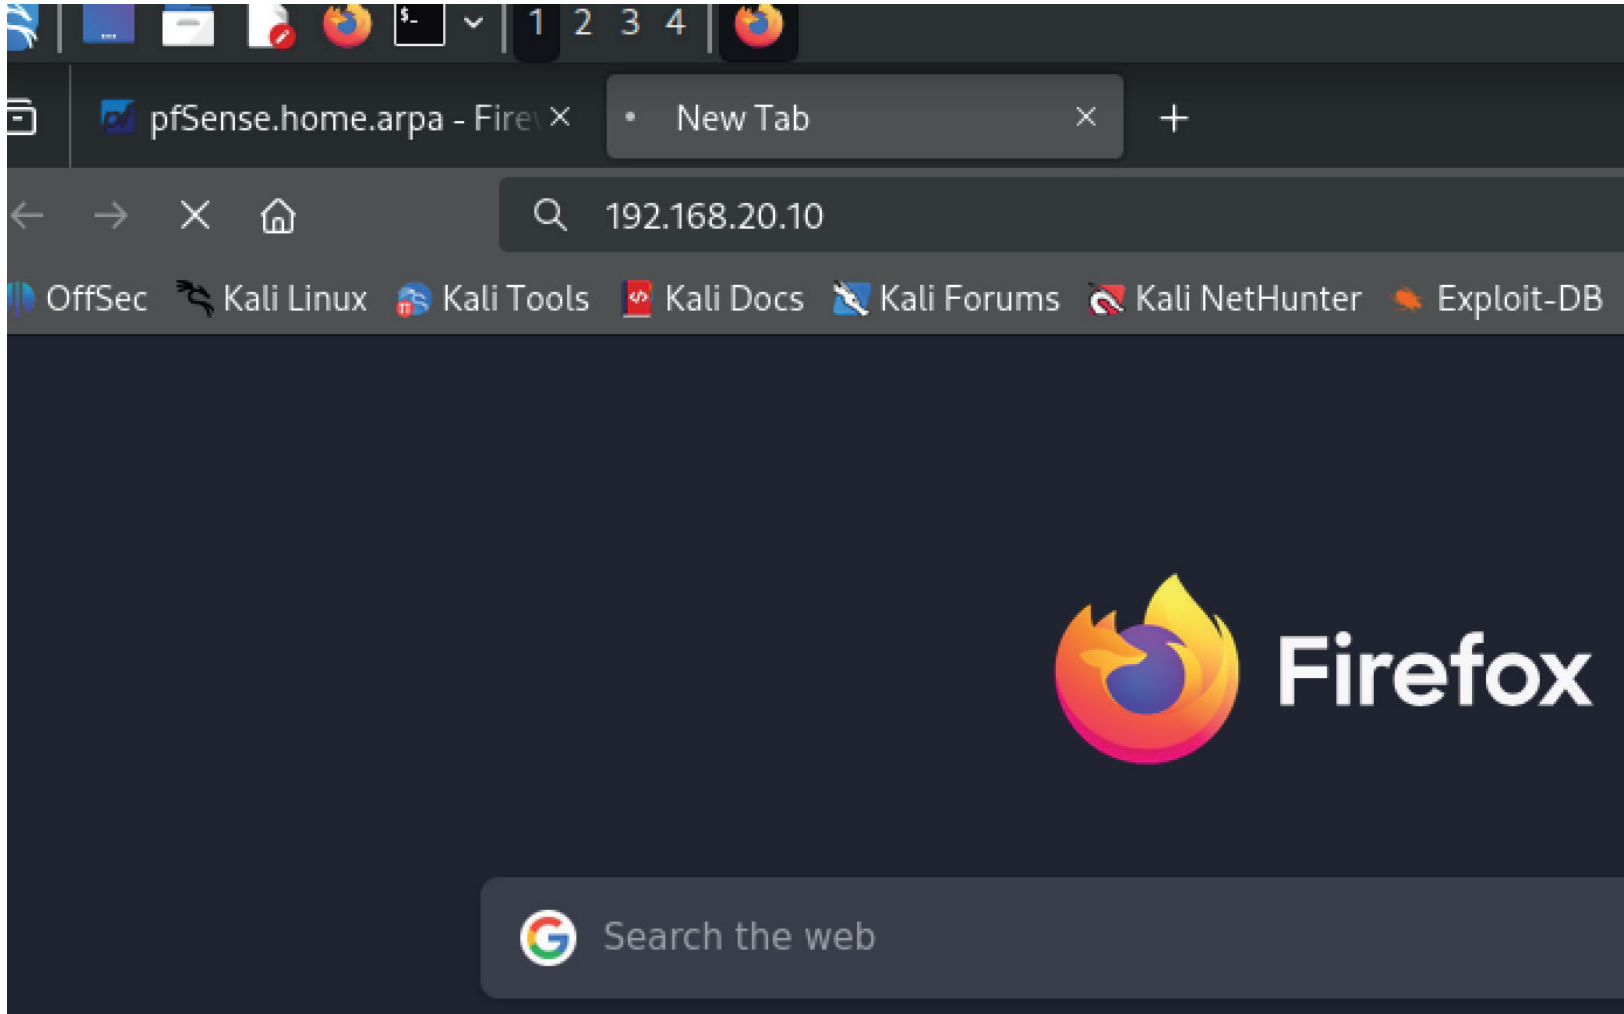 $_ 1 2 3 4
pfSense.home.arpa - Firew New Tab
192.168.20.10
OffSec Kali Linux Kali Tools Kali Docs Kali Forums Kali NetHunter Exploit-DB
Firefox
Search the web